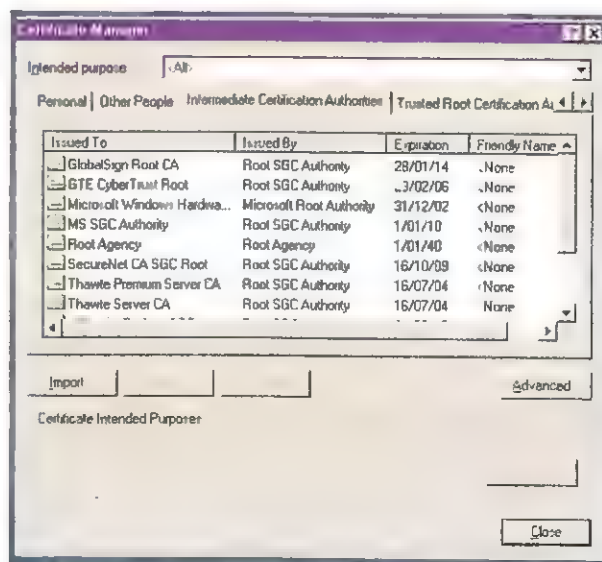 Certificate Manager
Intended purpose <All>
Personal Other People Intermediate Certification Authorities Trusted Root Certification Au
Issued To Issued By Expiration Friendly Name
GlobalSign Root CA Root SGC Authority 28/01/14 <None
GTE CyberTrust Root Root SGC Authority 3/02/06 <None
Microsoft Windows Hardwa... Microsoft Root Authority 31/12/02 <None
MS SGC Authority Root SGC Authority 1/01/10 <None
Root Agency Root Agency 1/01/40 <None
SecureNet CA SGC Root Root SGC Authority 16/10/09 <None
Thawte Premium Server CA Root SGC Authority 16/07/04 <None
Thawte Server CA Root SGC Authority 16/07/04 None
Import Advanced
Certificate Intended Purposes
Close